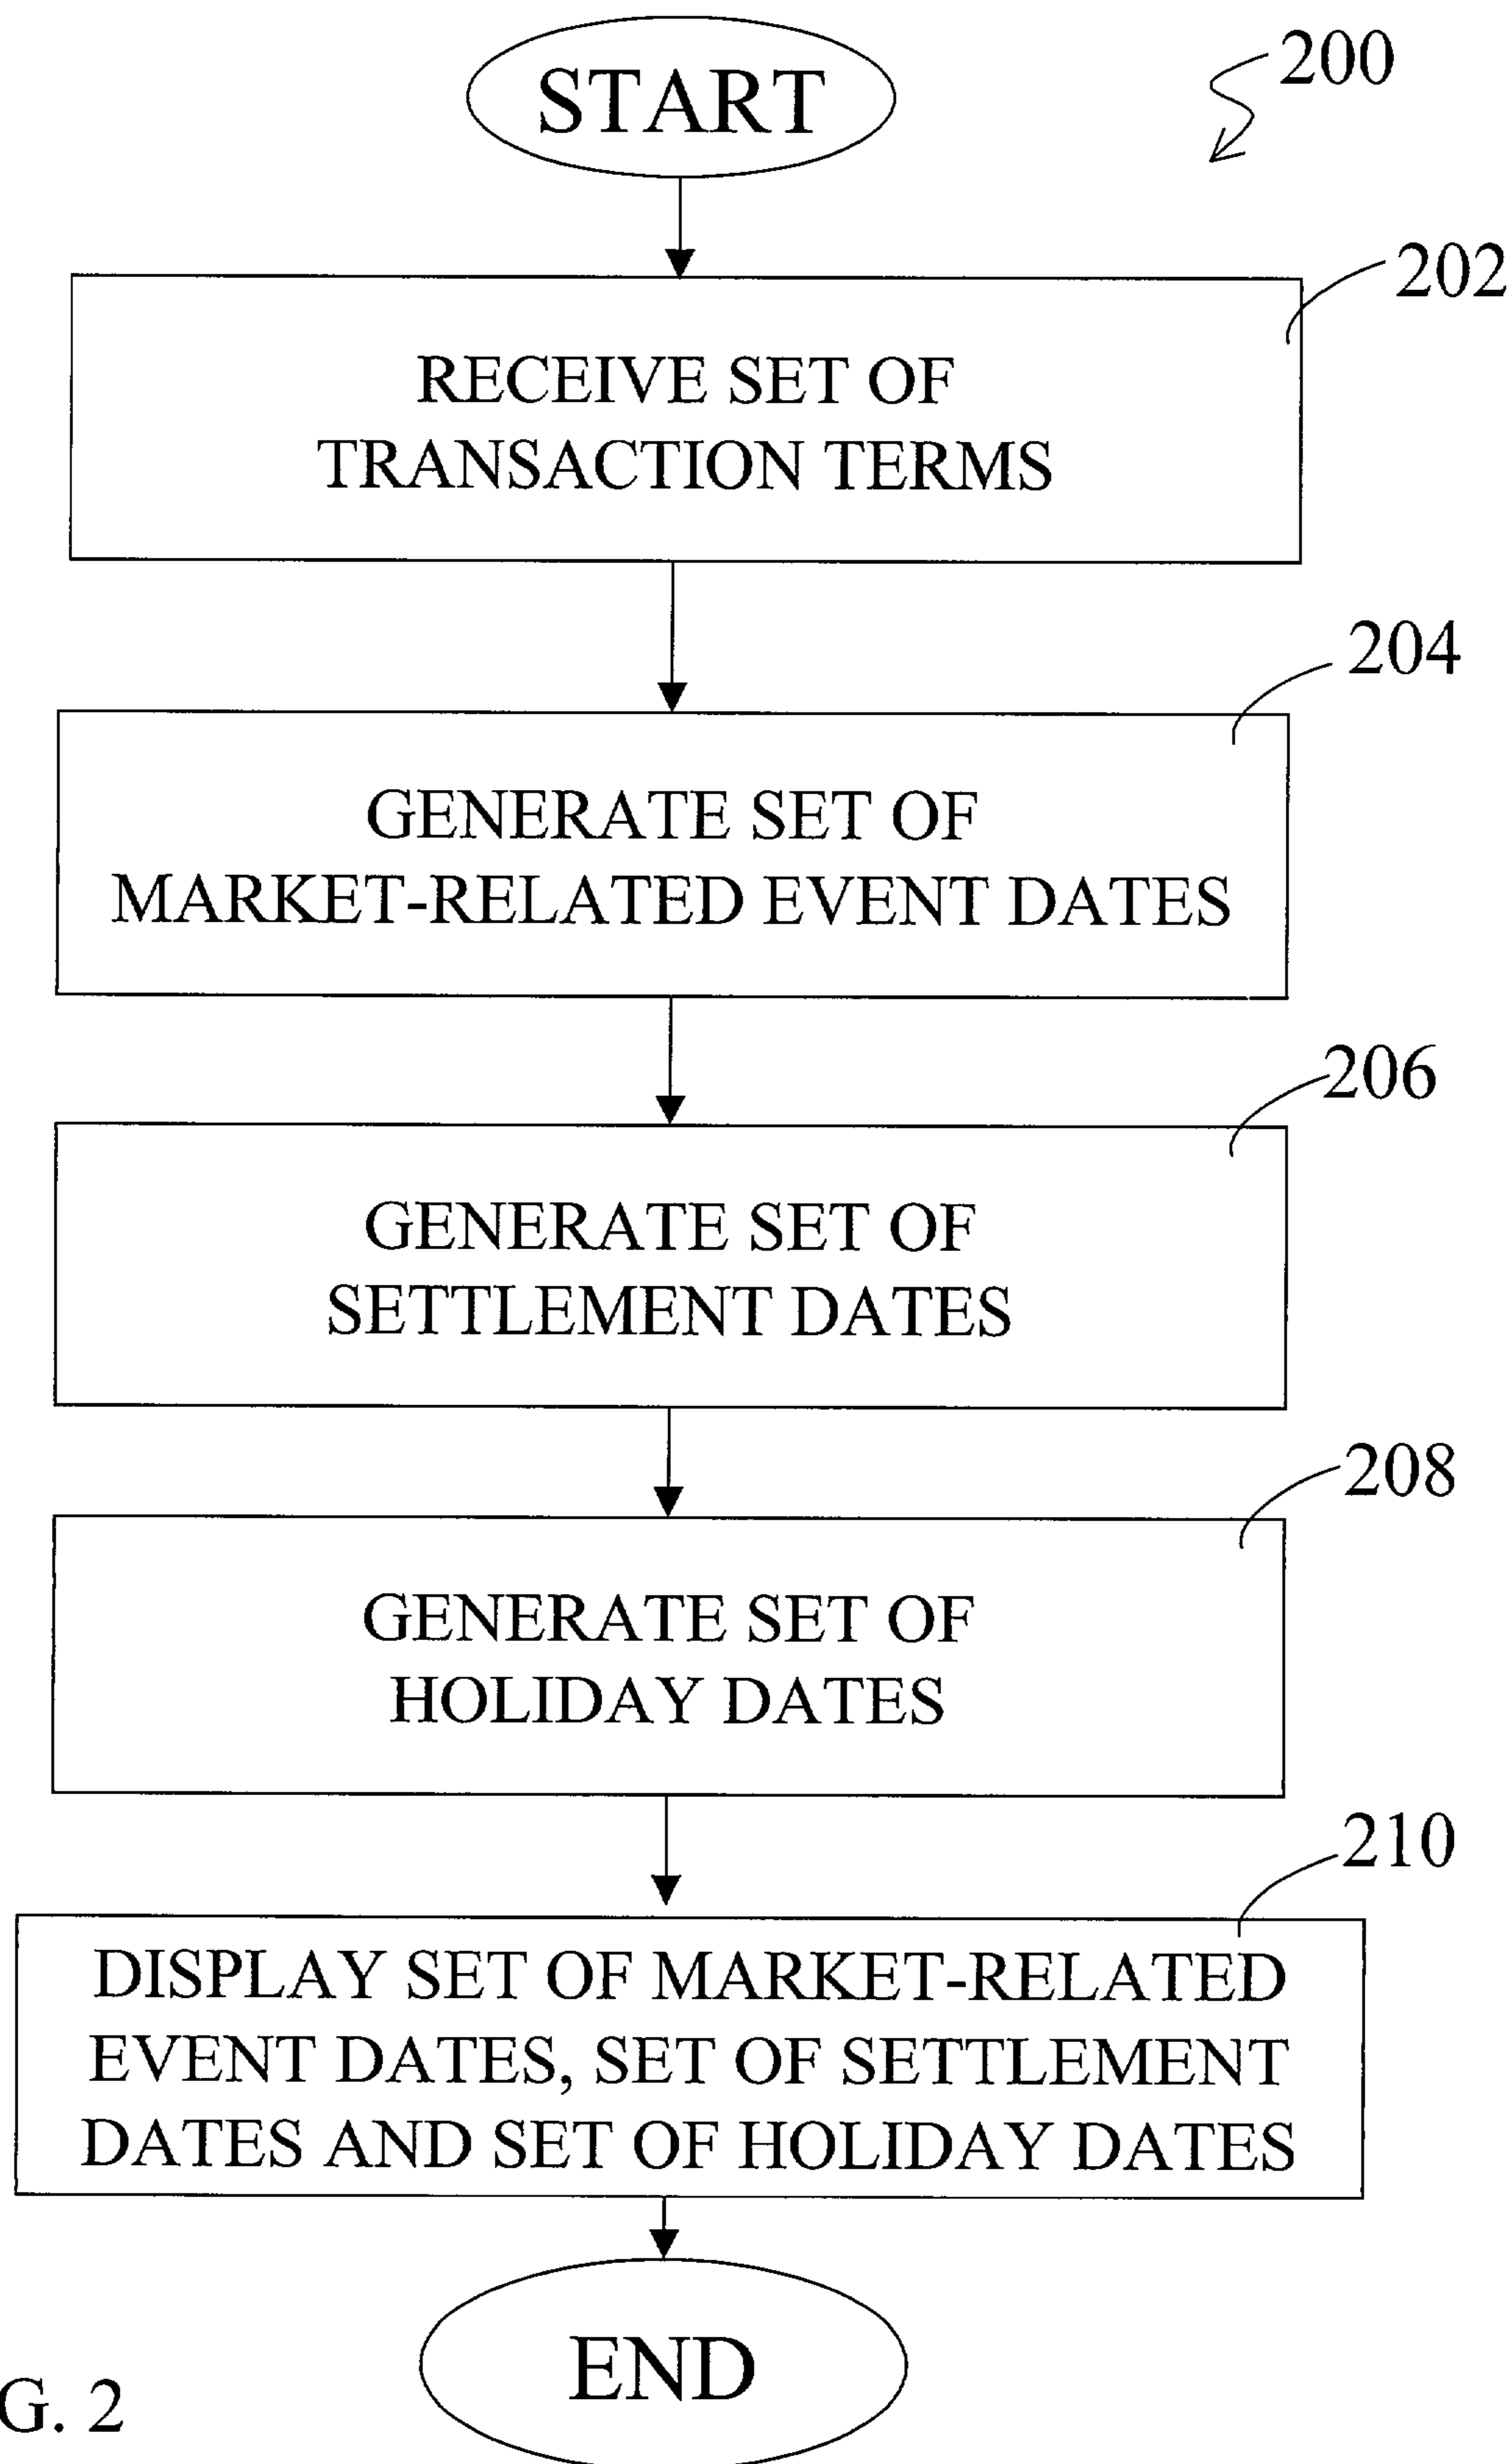 START
200
202
RECEIVE SET OF
TRANSACTION TERMS
204
GENERATE SET OF
MARKET-RELATED EVENT DATES
206
GENERATE SET OF
SETTLEMENT DATES
208
GENERATE SET OF
HOLIDAY DATES
210
DISPLAY SET OF MARKET-RELATED
EVENT DATES, SET OF SETTLEMENT
DATES AND SET OF HOLIDAY DATES
END
G. 2